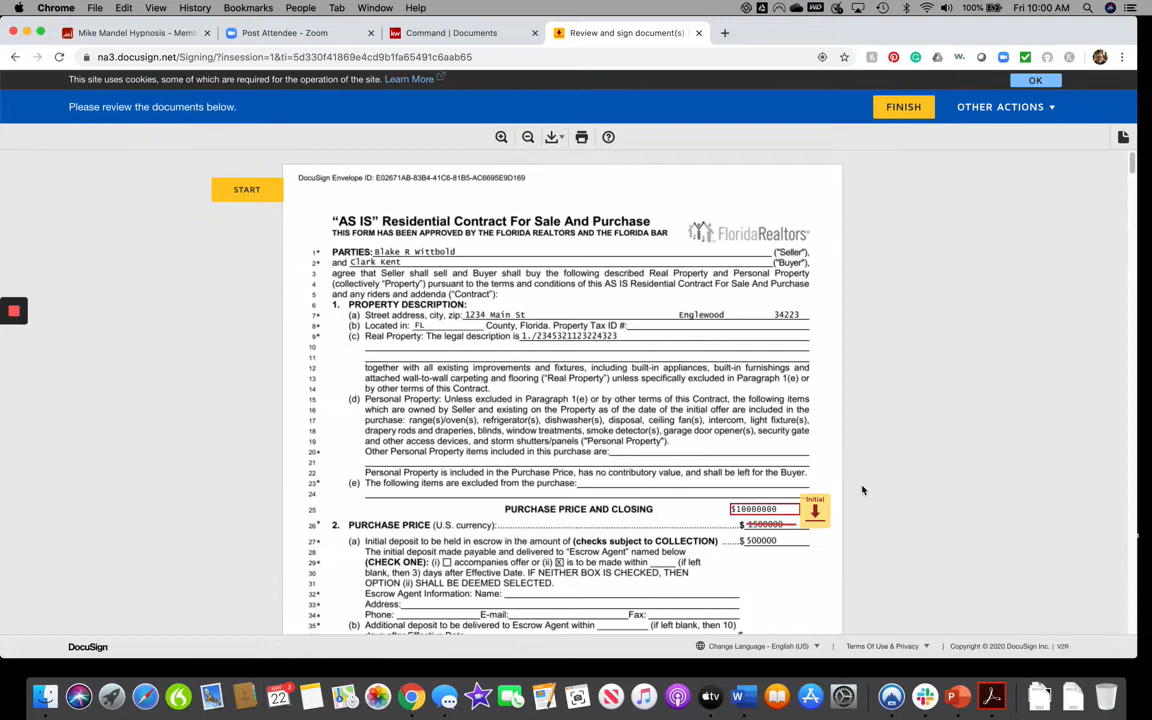 Chrome File Edit View History Bookmarks People Tab Window Help 100% Fri 10:00 AM
Mike Mandel Hypnosis - Memb × Post Attendee - Zoom × Command | Documents × Review and sign document(s) × +
na3.docusign.net/Signing/?insession=1&ti=5d330f41869e4cd9b1fa65491c6aab65
This site uses cookies, some of which are required for the operation of the site. Learn More OK
Please review the documents below. FINISH OTHER ACTIONS
START
DocuSign Envelope ID: E02671AB-83B4-41C6-81B5-AC6695E9D169
"AS IS" Residential Contract For Sale And Purchase
THIS FORM HAS BEEN APPROVED BY THE FLORIDA REALTORS AND THE FLORIDA BAR
FloridaRealtors®
1* PARTIES: Blake R Wittbold ("Seller"),
2* and Clark Kent ("Buyer"),
3 agree that Seller shall sell and Buyer shall buy the following described Real Property and Personal Property
4 (collectively "Property") pursuant to the terms and conditions of this AS IS Residential Contract For Sale And Purchase
5 and any riders and addenda ("Contract"):
6 1. PROPERTY DESCRIPTION:
7* (a) Street address, city, zip: 1234 Main St Englewood 34223
8* (b) Located in: FL County, Florida. Property Tax ID #:
9* (c) Real Property: The legal description is 1./2345321123224323
10
11
12 together with all existing improvements and fixtures, including built-in appliances, built-in furnishings and
13 attached wall-to-wall carpeting and flooring ("Real Property") unless specifically excluded in Paragraph 1(e) or
14 by other terms of this Contract.
15 (d) Personal Property: Unless excluded in Paragraph 1(e) or by other terms of this Contract, the following items
16 which are owned by Seller and existing on the Property as of the date of the initial offer are included in the
17 purchase: range(s)/oven(s), refrigerator(s), dishwasher(s), disposal, ceiling fan(s), intercom, light fixture(s),
18 drapery rods and draperies, blinds, window treatments, smoke detector(s), garage door opener(s), security gate
19 and other access devices, and storm shutters/panels ("Personal Property").
20* Other Personal Property items included in this purchase are:
21
22 Personal Property is included in the Purchase Price, has no contributory value, and shall be left for the Buyer.
23* (e) The following items are excluded from the purchase:
24
25 PURCHASE PRICE AND CLOSING $10000000 Initial
26* 2. PURCHASE PRICE (U.S. currency): $ 1500000
27* (a) Initial deposit to be held in escrow in the amount of (checks subject to COLLECTION) $ 500000
28 The initial deposit made payable and delivered to "Escrow Agent" named below
29* (CHECK ONE): (i) ☐ accompanies offer or (ii) ☒ is to be made within (if left
30 blank, then 3) days after Effective Date. IF NEITHER BOX IS CHECKED, THEN
31 OPTION (ii) SHALL BE DEEMED SELECTED.
32* Escrow Agent Information: Name:
33* Address:
34* Phone: E-mail: Fax:
35* (b) Additional deposit to be delivered to Escrow Agent within (if left blank, then 10)
days after Effective Date
DocuSign Change Language - English (US) Terms Of Use & Privacy Copyright © 2020 DocuSign Inc. | V2R